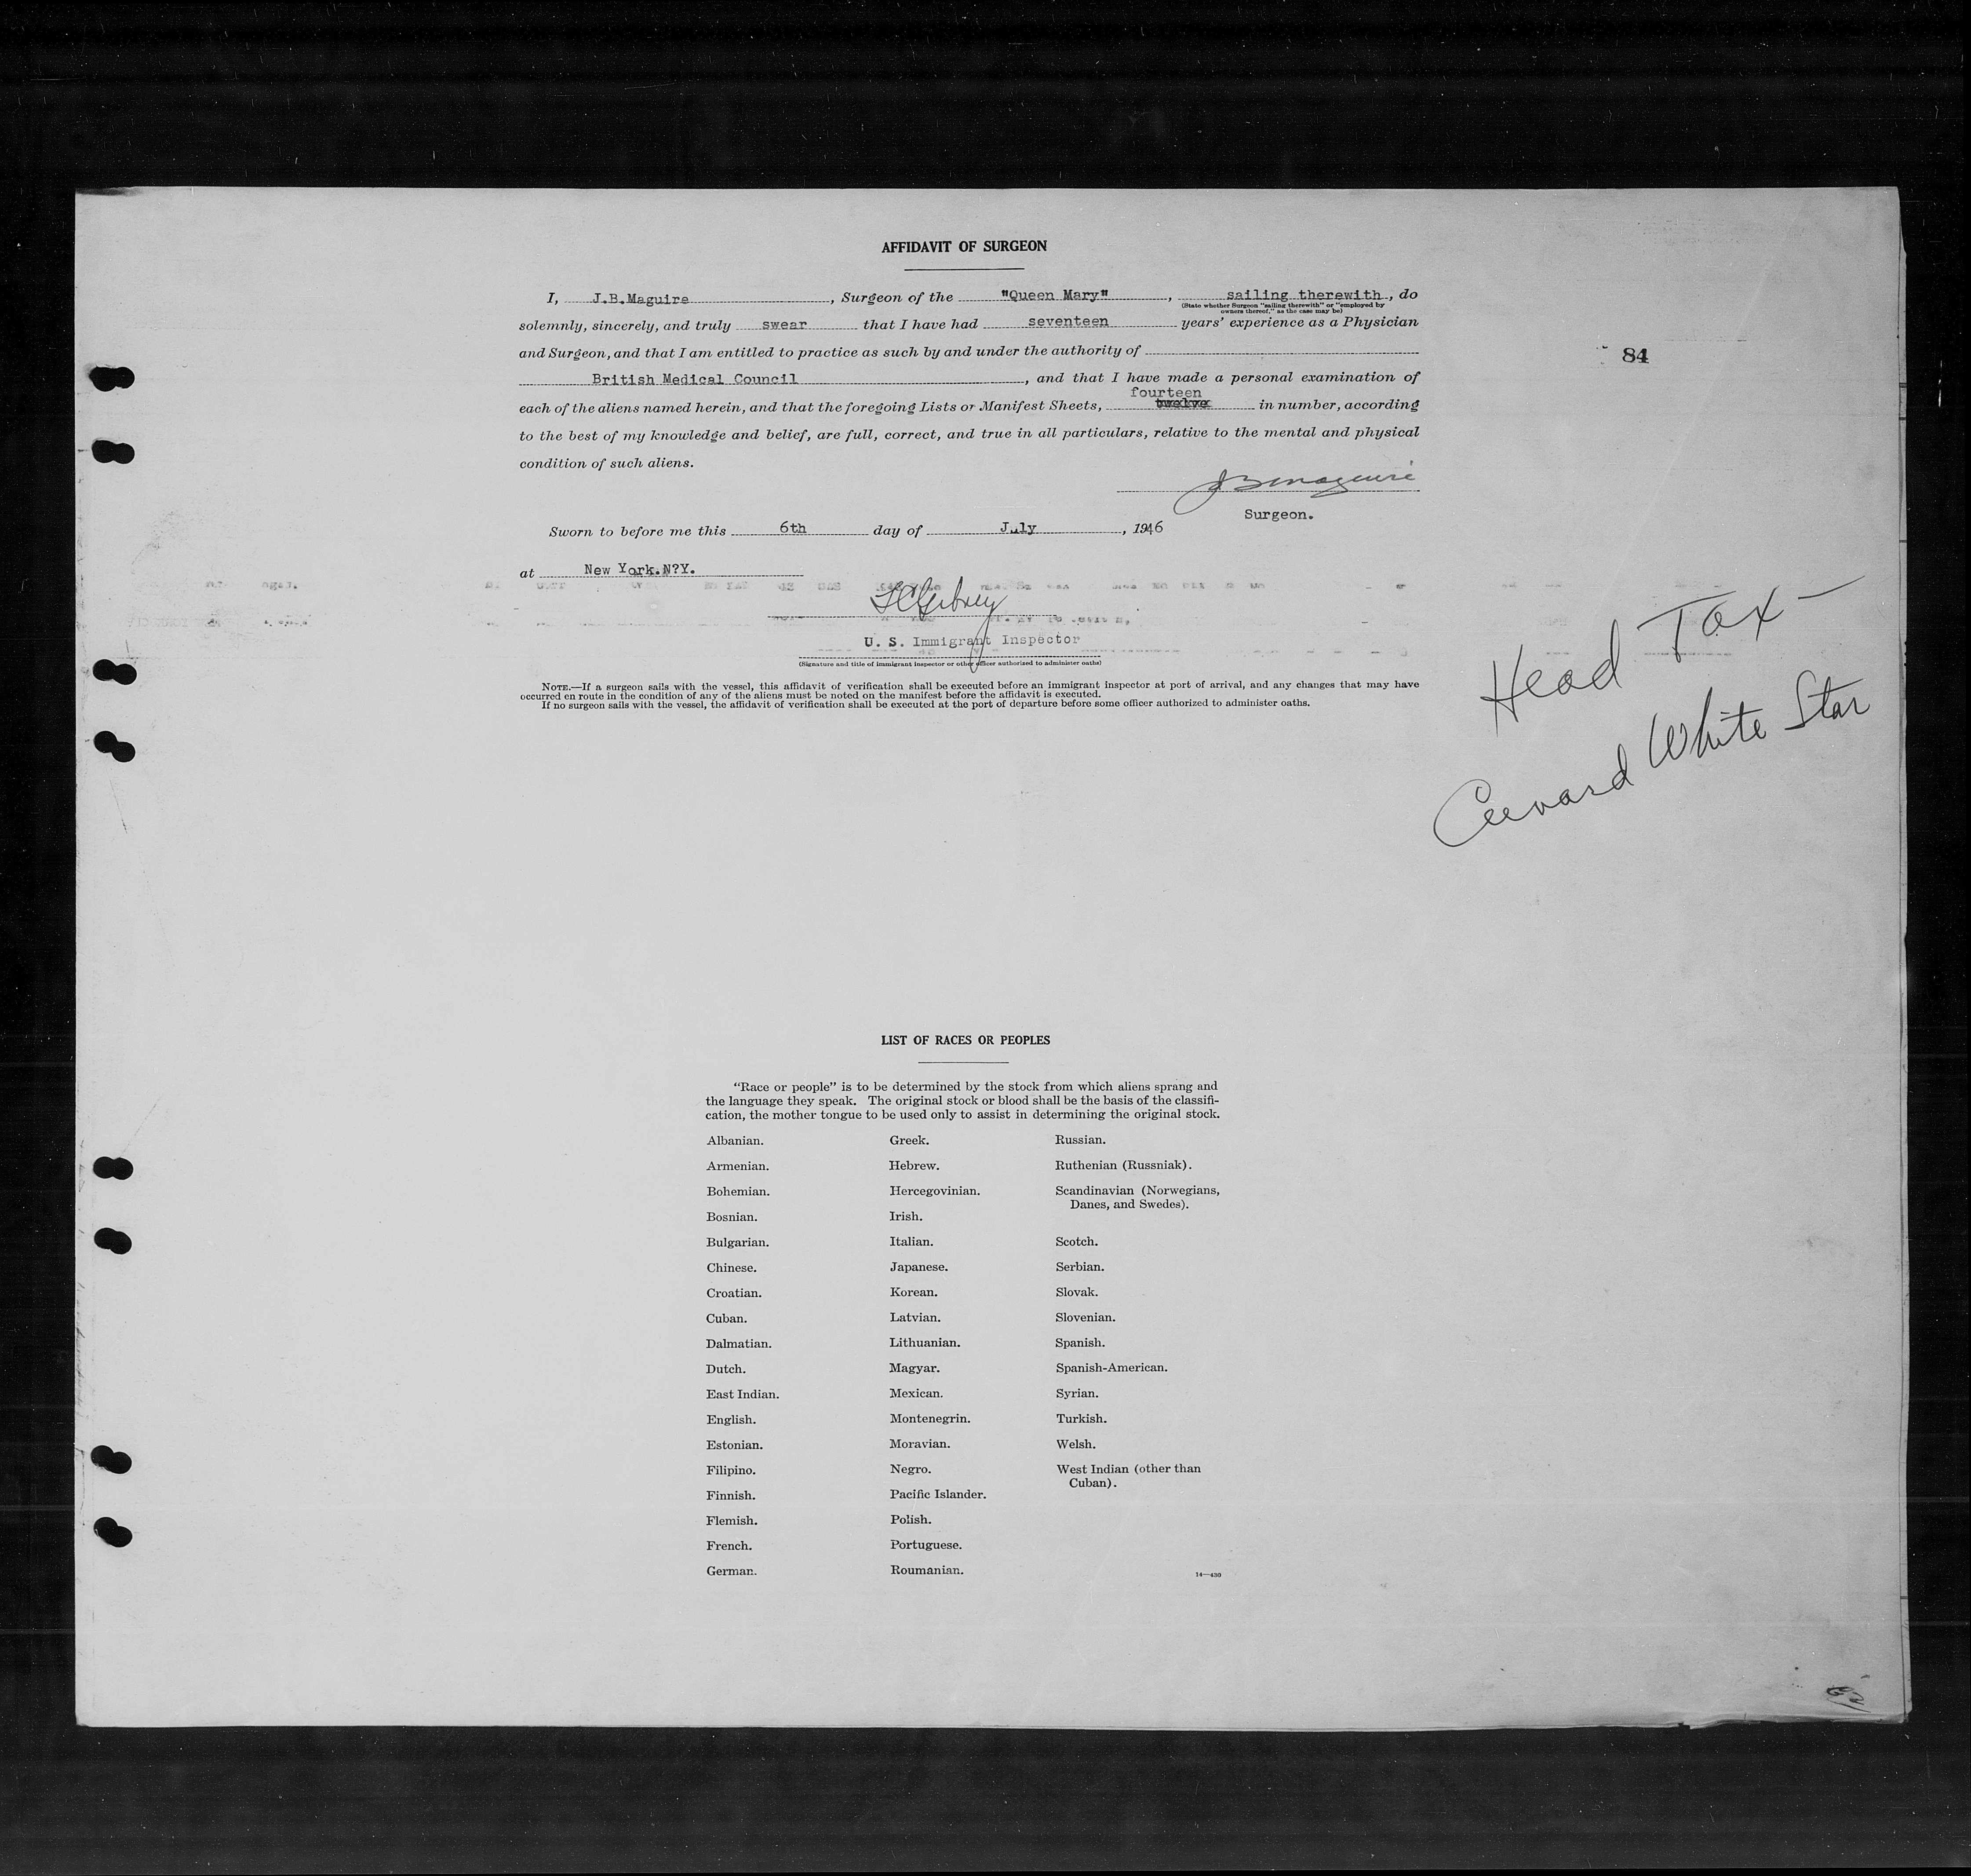 AFFIDAVIT OF SURGEON
I, J.B.Maguire, Surgeon of the "Queen Mary", sailing therewith, do
(State whether Surgeon "sailing therewith" or "employed by
owners thereof," as the case may be)
solemnly, sincerely, and truly swear that I have had seventeen years' experience as a Physician
and Surgeon, and that I am entitled to practice as such by and under the authority of
84
British Medical Council, and that I have made a personal examination of
fourteen
each of the aliens named herein, and that the foregoing Lists or Manifest Sheets, twelve in number, according
to the best of my knowledge and belief, are full, correct, and true in all particulars, relative to the mental and physical
condition of such aliens.
JBMaguire
Surgeon.
Sworn to before me this 6th day of July, 1946
at New York.N?Y.
U. S. Immigrant Inspector
(Signature and title of immigrant inspector or other officer authorized to administer oaths)
Head Tax —
Cunard White Star
NOTE.—If a surgeon sails with the vessel, this affidavit of verification shall be executed before an immigrant inspector at port of arrival, and any changes that may have
occurred en route in the condition of any of the aliens must be noted on the manifest before the affidavit is executed.
If no surgeon sails with the vessel, the affidavit of verification shall be executed at the port of departure before some officer authorized to administer oaths.
LIST OF RACES OR PEOPLES
"Race or people" is to be determined by the stock from which aliens sprang and
the language they speak. The original stock or blood shall be the basis of the classifi-
cation, the mother tongue to be used only to assist in determining the original stock.
Albanian.
Armenian.
Bohemian.
Bosnian.
Bulgarian.
Chinese.
Croatian.
Cuban.
Dalmatian.
Dutch.
East Indian.
English.
Estonian.
Filipino.
Finnish.
Flemish.
French.
German.
Greek.
Hebrew.
Hercegovinian.
Irish.
Italian.
Japanese.
Korean.
Latvian.
Lithuanian.
Magyar.
Mexican.
Montenegrin.
Moravian.
Negro.
Pacific Islander.
Polish.
Portuguese.
Roumanian.
Russian.
Ruthenian (Russniak).
Scandinavian (Norwegians,
Danes, and Swedes).
Scotch.
Serbian.
Slovak.
Slovenian.
Spanish.
Spanish-American.
Syrian.
Turkish.
Welsh.
West Indian (other than
Cuban).
14—430